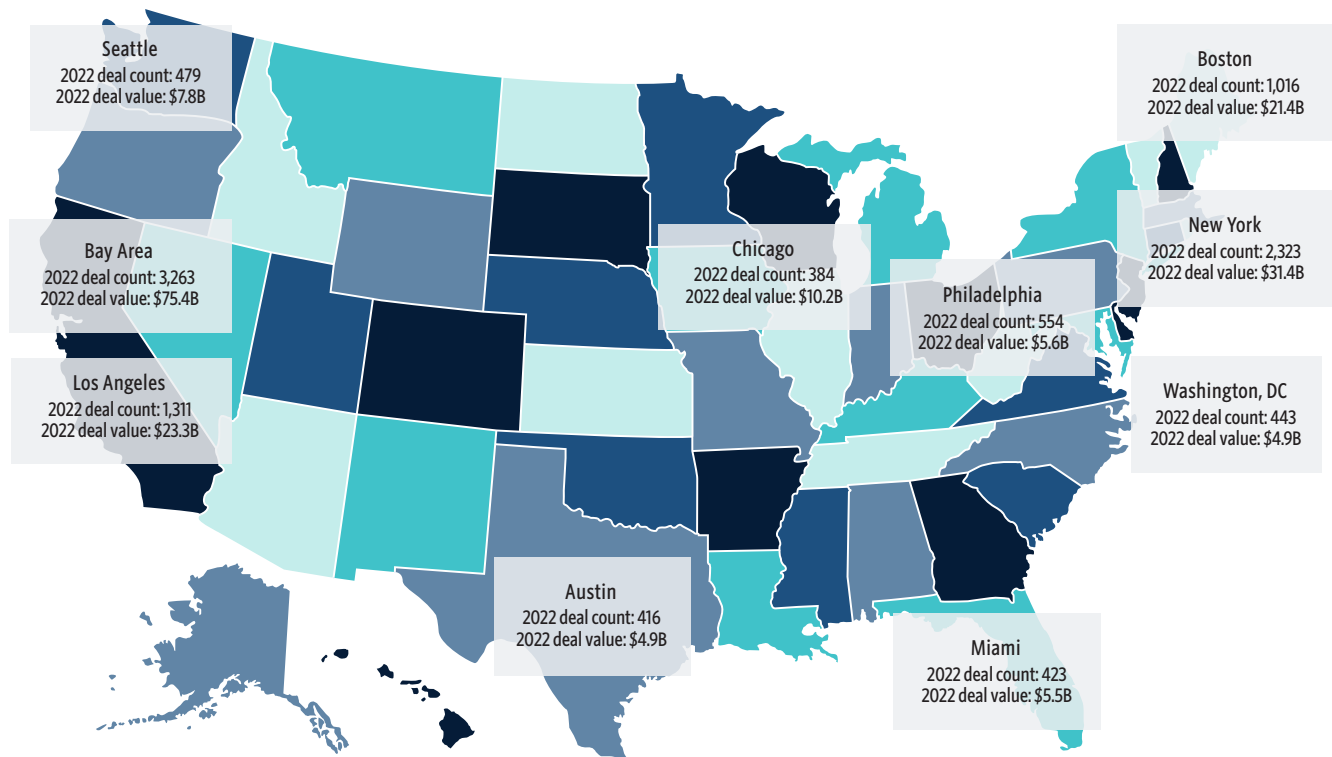 Seattle
2022 deal count: 479
2022 deal value: $7.8B
Boston
2022 deal count: 1,016
2022 deal value: $21.4B
Bay Area
2022 deal count: 3,263
2022 deal value: $75.4B
Chicago
2022 deal count: 384
2022 deal value: $10.2B
New York
2022 deal count: 2,323
2022 deal value: $31.4B
Philadelphia
2022 deal count: 554
2022 deal value: $5.6B
Los Angeles
2022 deal count: 1,311
2022 deal value: $23.3B
Washington, DC
2022 deal count: 443
2022 deal value: $4.9B
Austin
2022 deal count: 416
2022 deal value: $4.9B
Miami
2022 deal count: 423
2022 deal value: $5.5B